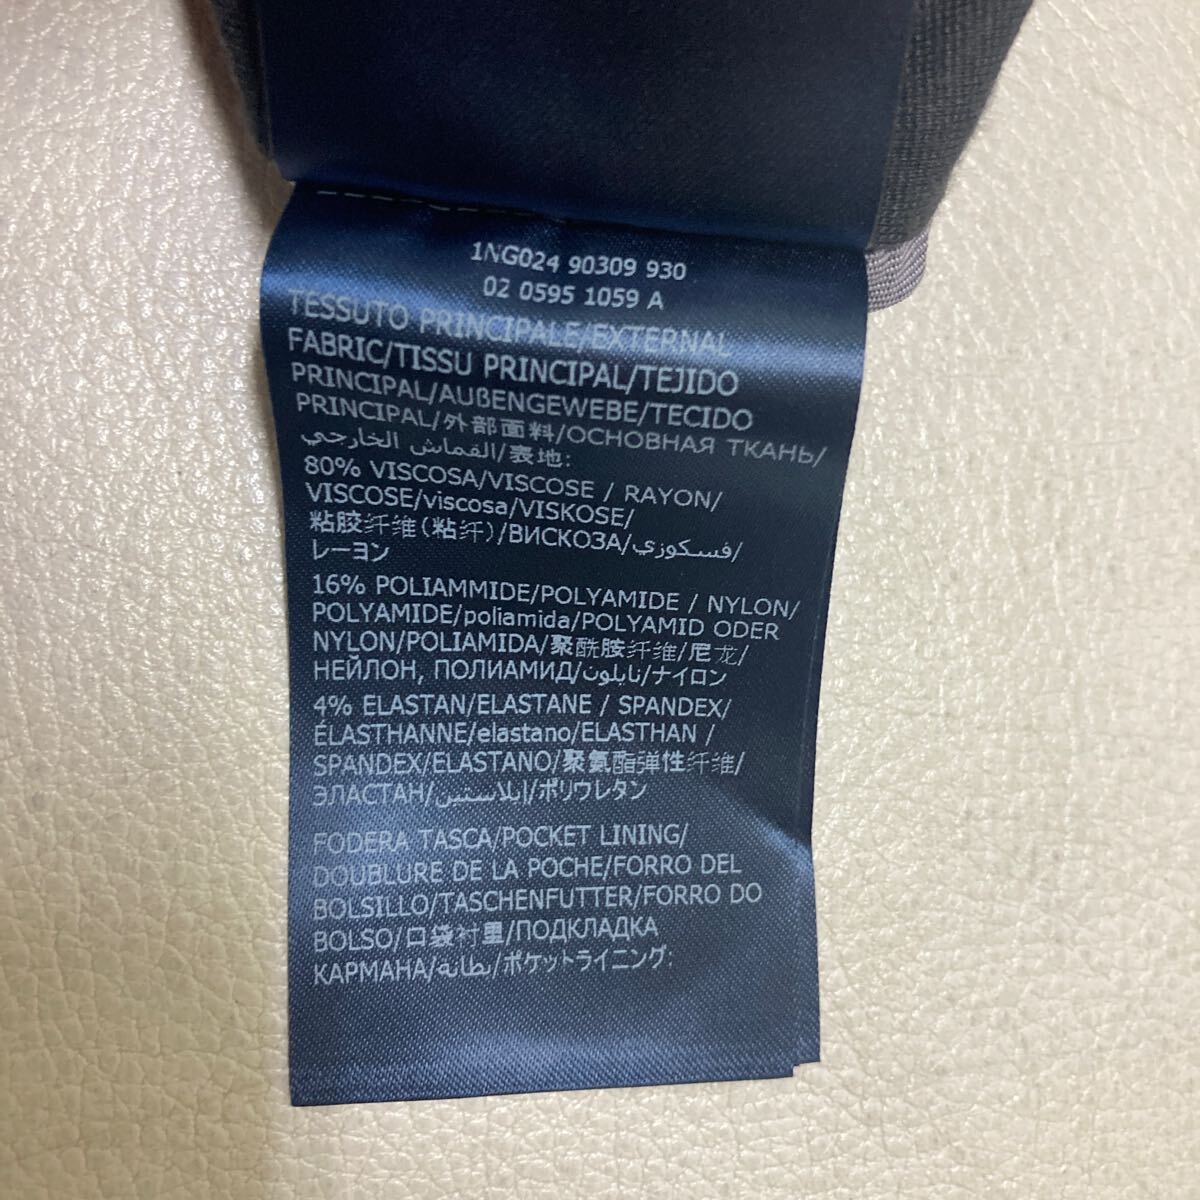 1NG024 90309 930
02 0595 1059 A
TESSUTO PRINCIPALE/EXTERNAL
FABRIC/TISSU PRINCIPAL/TEJIDO
PRINCIPAL/AUßENGEWEBE/TECIDO
PRINCIPAL/外部面料/ОСНОВНАЯ ТКАНЬ/
القماش الخارجي/表地:
80% VISCOSA/VISCOSE / RAYON/
VISCOSE/viscosa/VISKOSE/
粘胶纤维(粘纤)/ВИСКОЗА/فسكوزي/
レーヨン
16% POLIAMMIDE/POLYAMIDE / NYLON/
POLYAMIDE/poliamida/POLYAMID ODER
NYLON/POLIAMIDA/聚酰胺纤维/尼龙/
НЕЙЛОН, ПОЛИАМИД/نايلون/ナイロン
4% ELASTAN/ELASTANE / SPANDEX/
ÉLASTHANNE/elastano/ELASTHAN /
SPANDEX/ELASTANO/聚氨酯弹性纤维/
ЭЛАСТАН/إيلاستين/ポリウレタン
FODERA TASCA/POCKET LINING/
DOUBLURE DE LA POCHE/FORRO DEL
BOLSILLO/TASCHENFUTTER/FORRO DO
BOLSO/口袋衬里/ПОДКЛАДКА
КАРМАНА/بطانه/ポケットライニング: